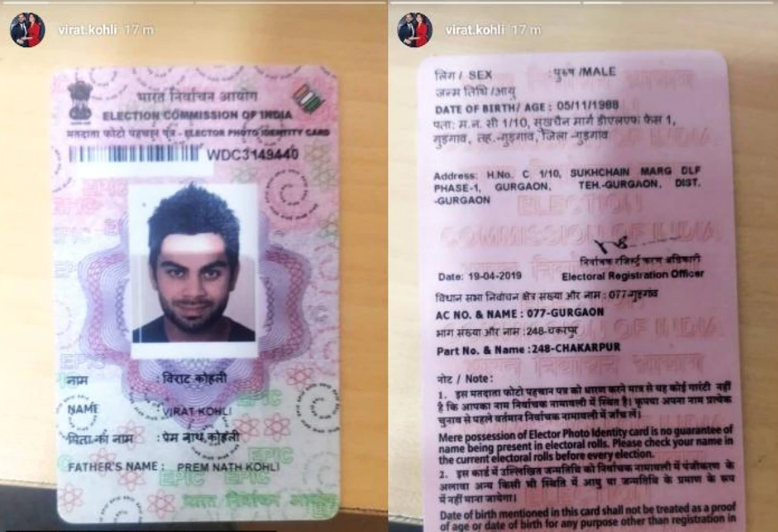 virat.kohli 17 m
भारत निर्वाचन आयोग
ELECTION COMMISSION OF INDIA
मतदाता फोटो पहचान पत्र - ELECTOR PHOTO IDENTITY CARD
WDC3149440
नाम : विराट कोहली
NAME : VIRAT KOHLI
पिता का नाम : प्रेम नाथ कोहली
FATHER'S NAME : PREM NATH KOHLI
virat.kohli 17 m
लिंग / SEX : पुरुष /MALE
जन्म तिथि /आयु
DATE OF BIRTH/ AGE : 05/11/1988
पता: म.न. सी 1/10, सुखचैन मार्ग डीएलएफ फेस 1,
गुड़गाव, तह.-गुड़गाव, जिला -गुड़गाव
Address: H.No. C 1/10, SUKHCHAIN MARG DLF
PHASE-1, GURGAON, TEH.-GURGAON, DIST.
-GURGAON
ELECTION
COMMISSION OF INDIA
निर्वाचक रजिस्ट्रीकरण अधिकारी
Date: 19-04-2019 Electoral Registration Officer
विधान सभा निर्वाचन क्षेत्र संख्या और नाम : 077-गुड़गांव
AC NO. & NAME : 077-GURGAON
भाग संख्या और नाम :248-चकरपुर
Part No. & Name :248-CHAKARPUR
नोट / Note :
1. इस मतदाता फोटो पहचान पत्र को धारण करने मात्र से यह कोई गारंटी नहीं
है कि आपका नाम निर्वाचक नामावली में स्थित है। कृपया अपना नाम प्रत्येक
चुनाव से पहले वर्तमान निर्वाचक नामावली में जाँच लें।
Mere possession of Elector Photo Identity card is no guarantee of
name being present in electoral rolls. Please check your name in
the current electoral rolls before every election.
2. इस कार्ड में उल्लिखित जन्मतिथि को निर्वाचक नामावली में पंजीकरण के
अलावा अन्य किसी भी स्थिति में आयु या जन्मतिथि के प्रमाण के रूप
में नहीं माना जायेगा।
Date of birth mentioned in this card shall not be treated as a proof
of age or date of birth for any purpose other than registration in